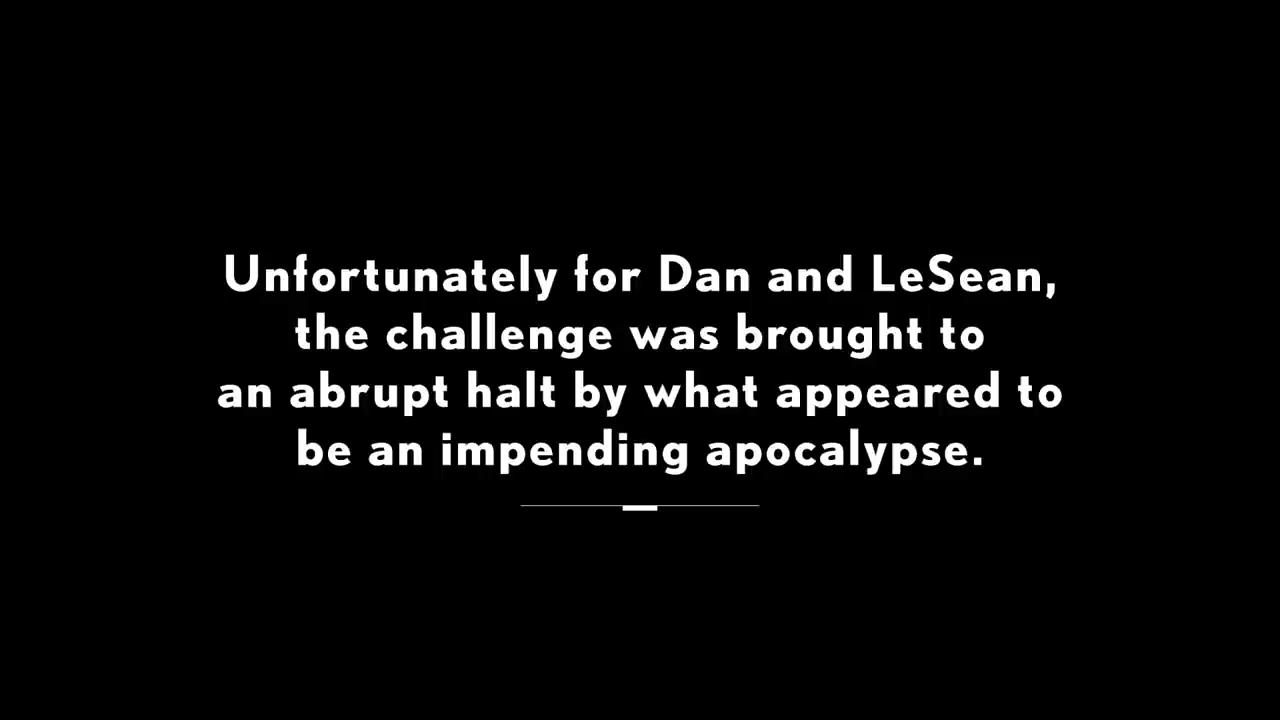 Unfortunately for Dan and LeSean,
the challenge was brought to
an abrupt halt by what appeared to
be an impending apocalypse.